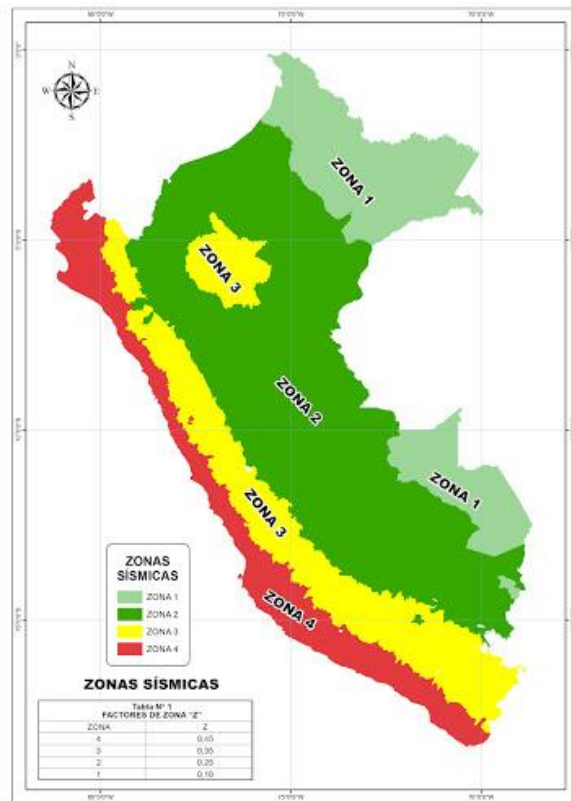 N
W E
S
ZONA 1
ZONA 3
ZONA 2
ZONA 1
ZONA 3
ZONA 4
ZONAS
SÍSMICAS
ZONA 1
ZONA 2
ZONA 3
ZONA 4
ZONAS SÍSMICAS
Tabla N° 1
FACTORES DE ZONA "Z"
ZONA Z
4 0,45
3 0,35
2 0,25
1 0,10